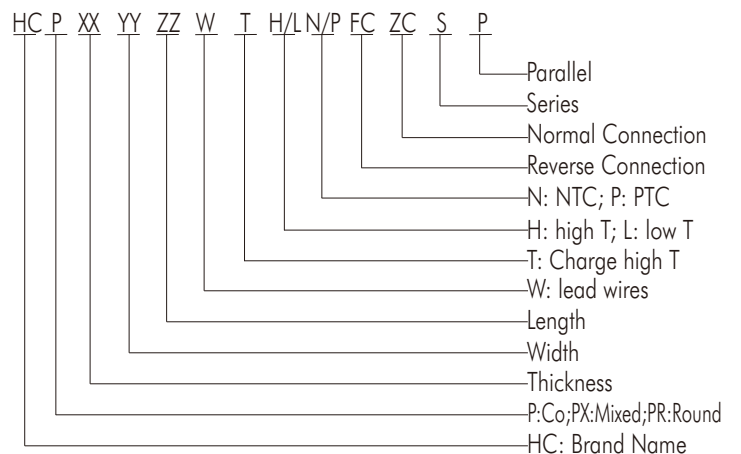 HC P XX YY ZZ W T H/L N/P FC ZC S P
Parallel
Series
Normal Connection
Reverse Connection
N: NTC; P: PTC
H: high T; L: low T
T: Charge high T
W: lead wires
Length
Width
Thickness
P:Co;PX:Mixed;PR:Round
HC: Brand Name